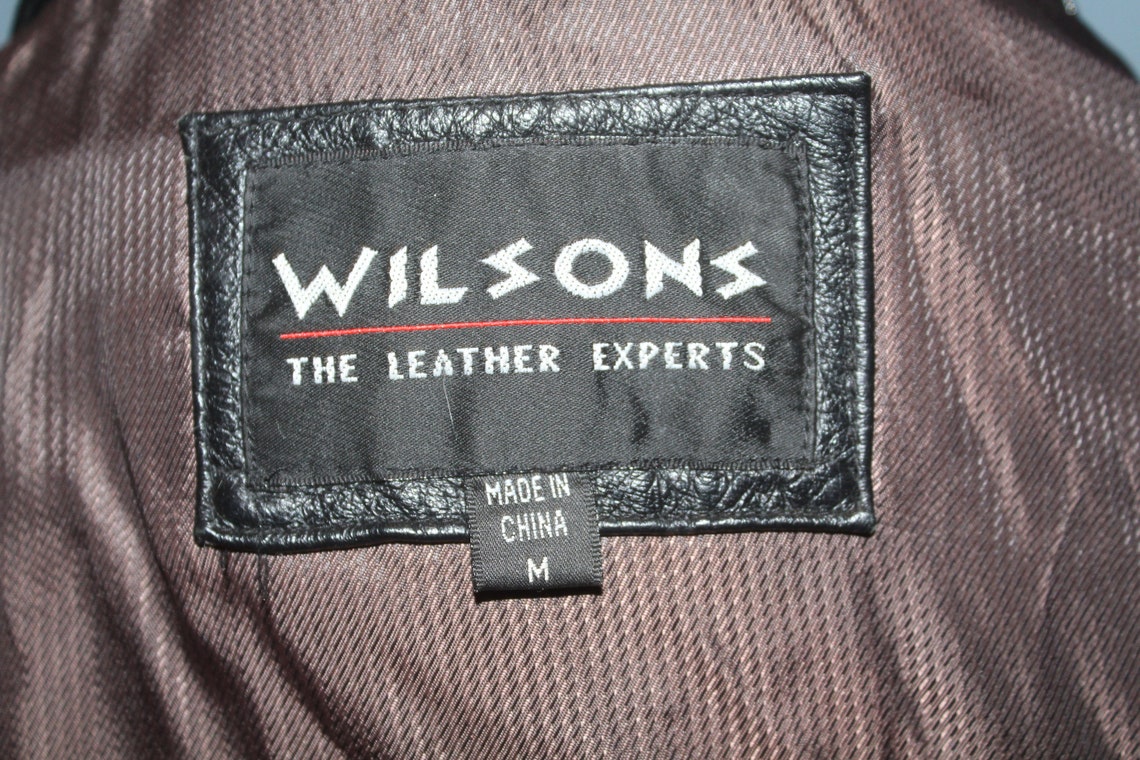 WILSONS
THE LEATHER EXPERTS
MADE IN
CHINA
M